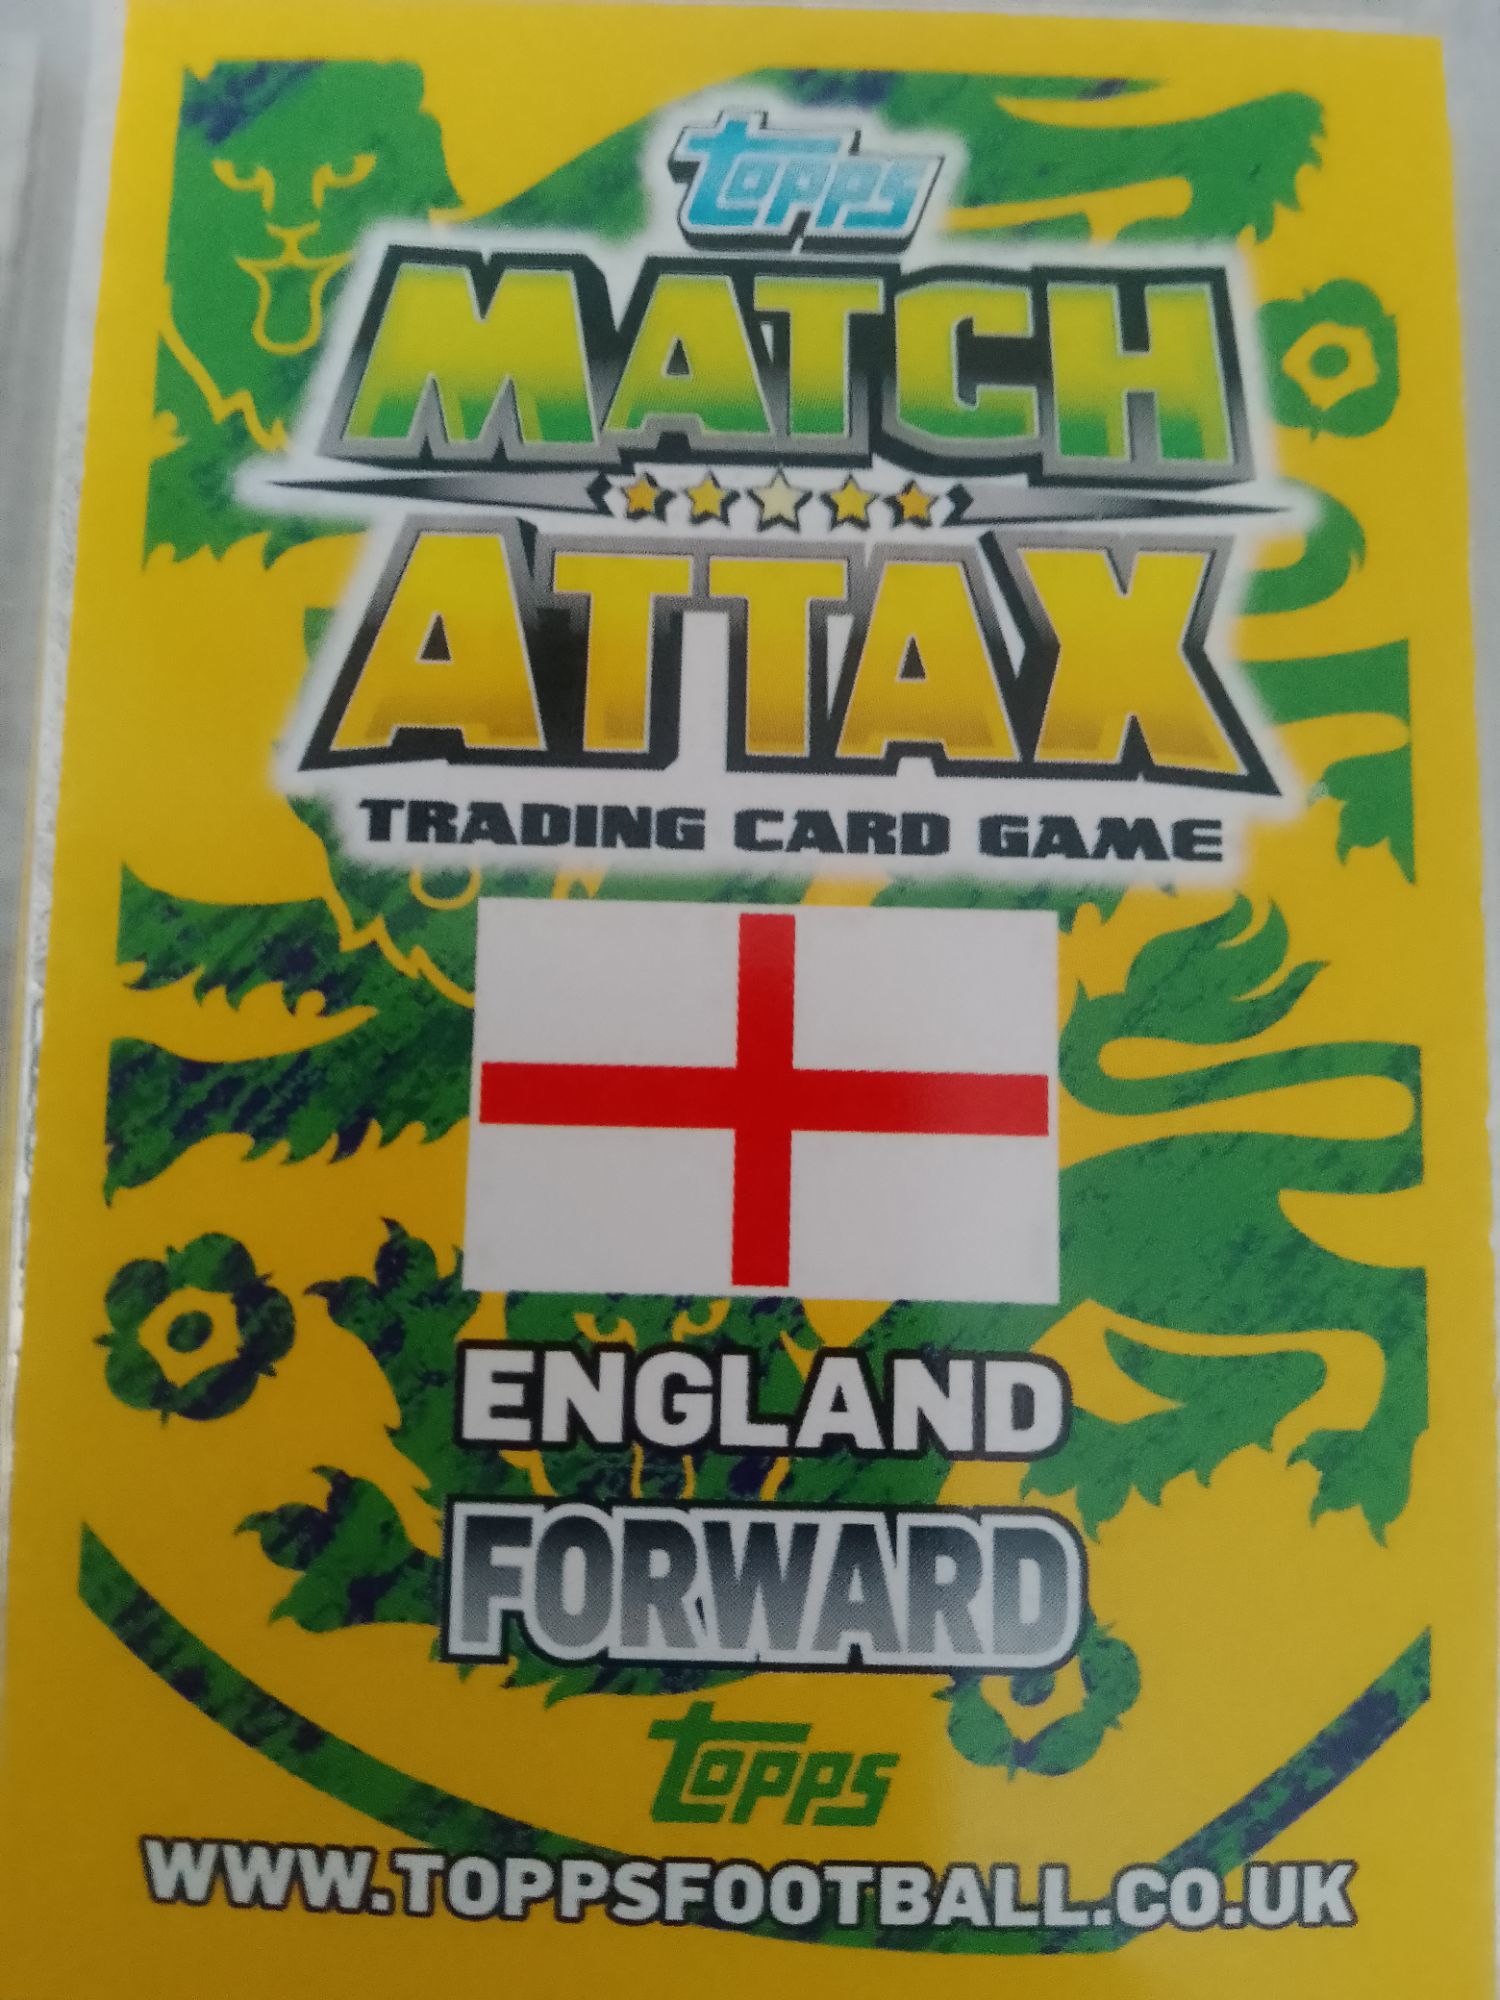 topps
MATCH
ATTAX
TRADING CARD GAME
ENGLAND
FORWARD
topps
WWW.TOPPSFOOTBALL.CO.UK